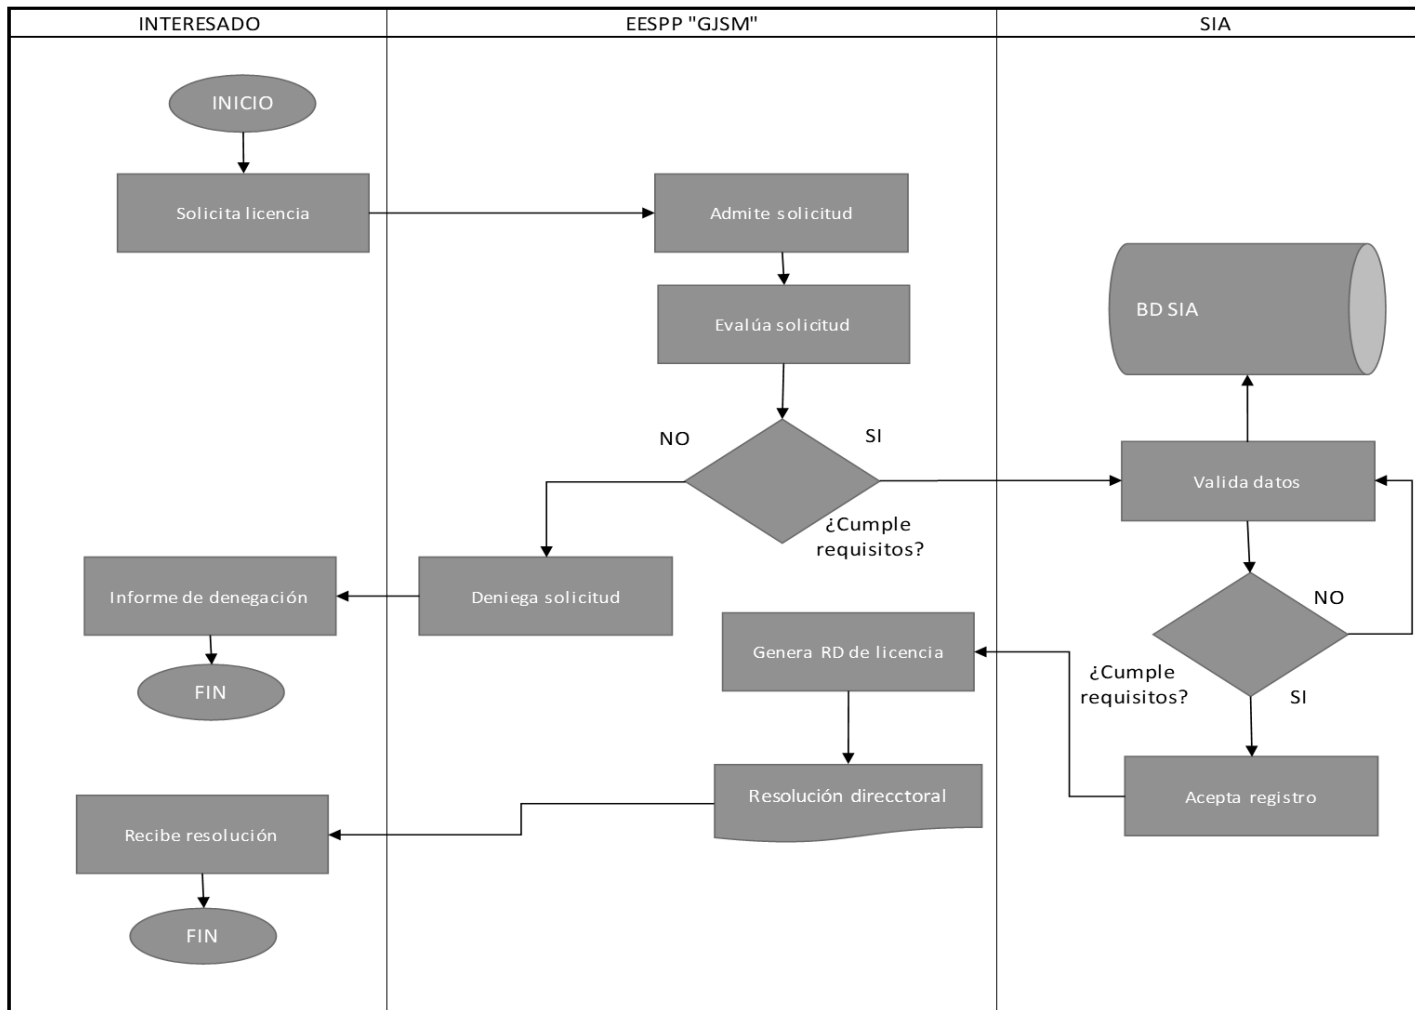 INTERESADO
EESPP "GJSM"
SIA
INICIO
Solicita licencia
Admite solicitud
Evalúa solicitud
BD SIA
NO
SI
¿Cumple
requisitos?
Valida datos
Informe de denegación
Deniega solicitud
NO
Genera RD de licencia
¿Cumple
requisitos?
SI
FIN
Resolución direcctoral
Acepta registro
Recibe resolución
FIN